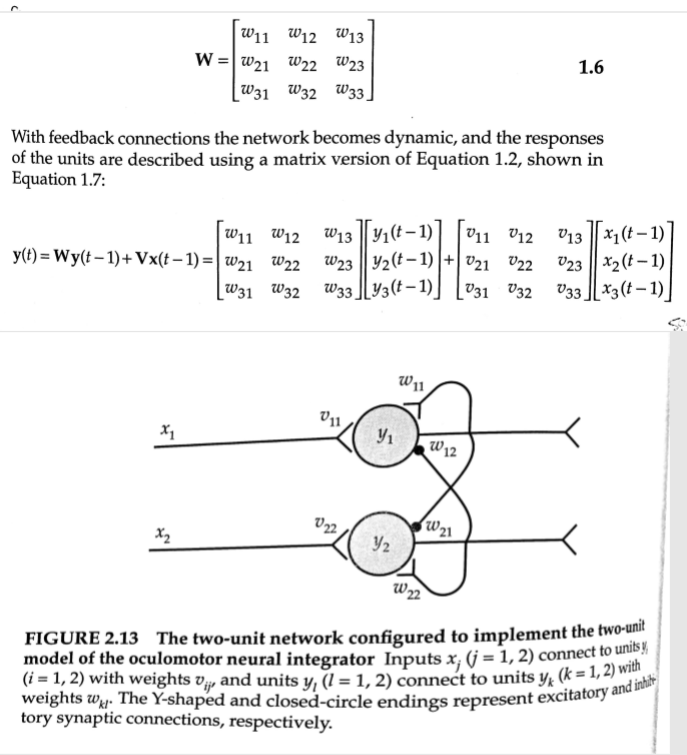 W = [w11 w12 w13
w21 w22 w23
w31 w32 w33]
1.6
With feedback connections the network becomes dynamic, and the responses
of the units are described using a matrix version of Equation 1.2, shown in
Equation 1.7:
y(t) = Wy(t – 1) + Vx(t – 1) = [w11 w12 w13][y1(t – 1)] + [v11 v12 v13][x1(t – 1)]
[w21 w22 w23][y2(t – 1)] [v21 v22 v23][x2(t – 1)]
[w31 w32 w33][y3(t – 1)] [v31 v32 v33][x3(t – 1)]
w11
x1 v11 y1 w12
x2 v22 y2 w21
w22
FIGURE 2.13 The two-unit network configured to implement the two-unit
model of the oculomotor neural integrator Inputs xj (j = 1, 2) connect to units yi
(i = 1, 2) with weights vij, and units yl (l = 1, 2) connect to units yk (k = 1, 2) with
weights wkl. The Y-shaped and closed-circle endings represent excitatory and inhibi-
tory synaptic connections, respectively.